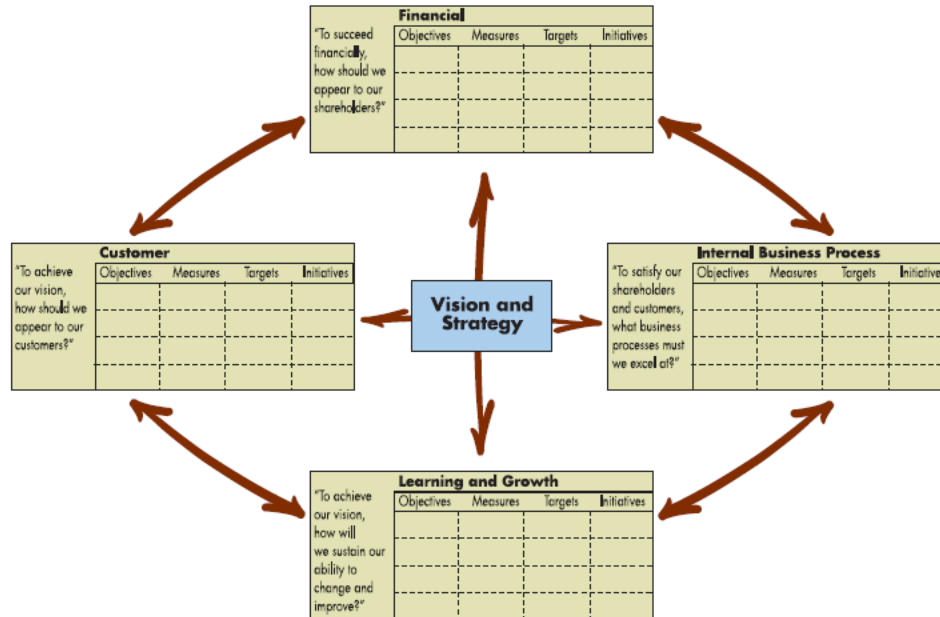 Financial
"To succeed
financially,
how should we
appear to our
shareholders?"
Objectives Measures Targets Initiatives
Customer
"To achieve
our vision,
how should we
appear to our
customers?"
Objectives Measures Targets Initiatives
Vision and
Strategy
Internal Business Process
"To satisfy our
shareholders
and customers,
what business
processes must
we excel at?"
Objectives Measures Targets Initiative
Learning and Growth
"To achieve
our vision,
how will
we sustain our
ability to
change and
improve?"
Objectives Measures Targets Initiatives